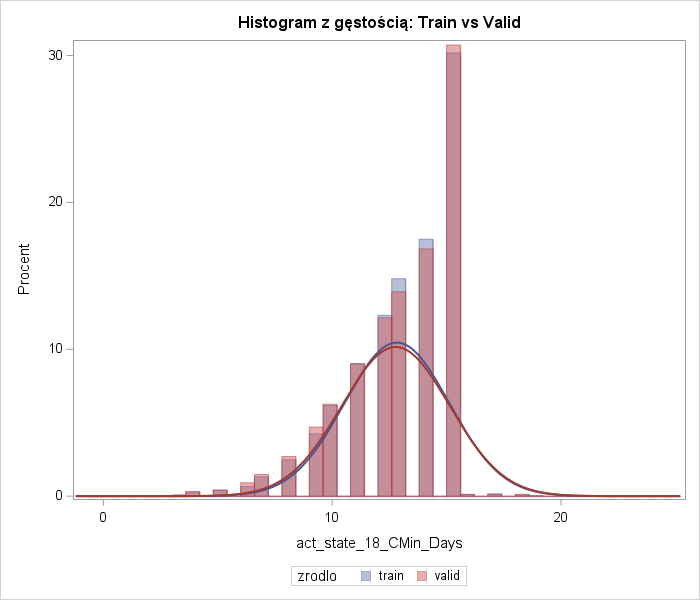 Histogram z gęstością: Train vs Valid
30
20
10
0
Procent
0 10 20
act_state_18_CMin_Days
zrodlo train valid